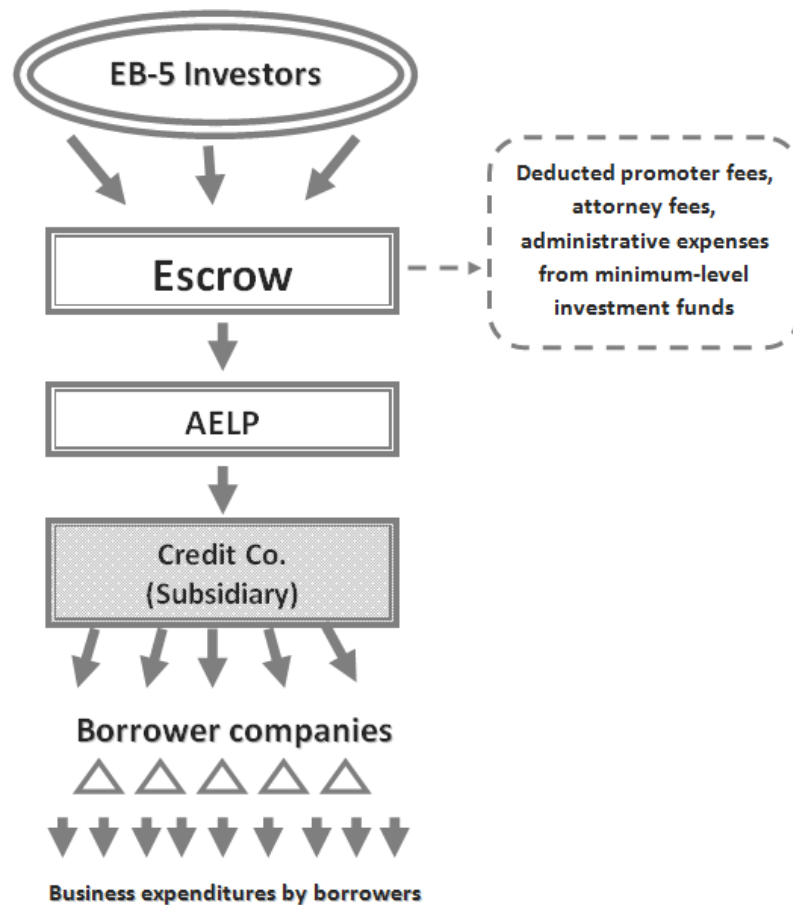 EB-5 Investors
Deducted promoter fees,
attorney fees,
administrative expenses
from minimum-level
investment funds
Escrow
AELP
Credit Co.
(Subsidiary)
Borrower companies
Business expenditures by borrowers